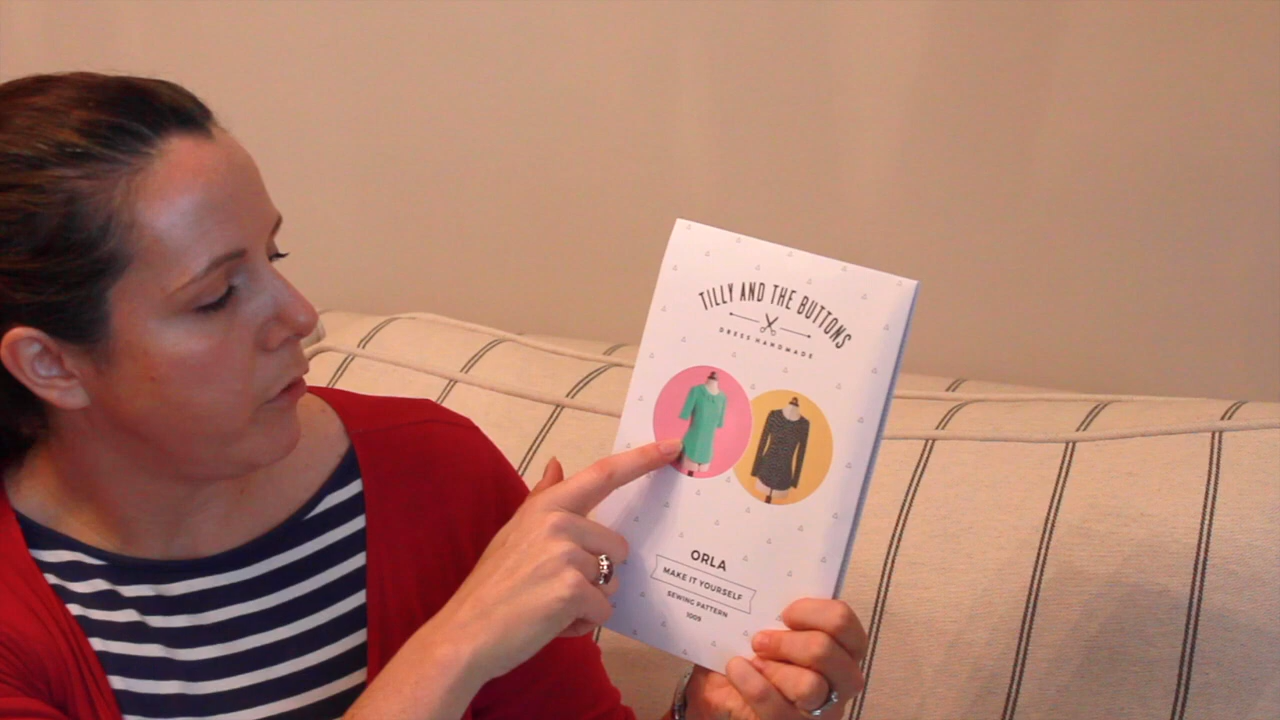 TILLY AND THE BUTTONS
DRESS HANDMADE
ORLA
MAKE IT YOURSELF
SEWING PATTERN
1009